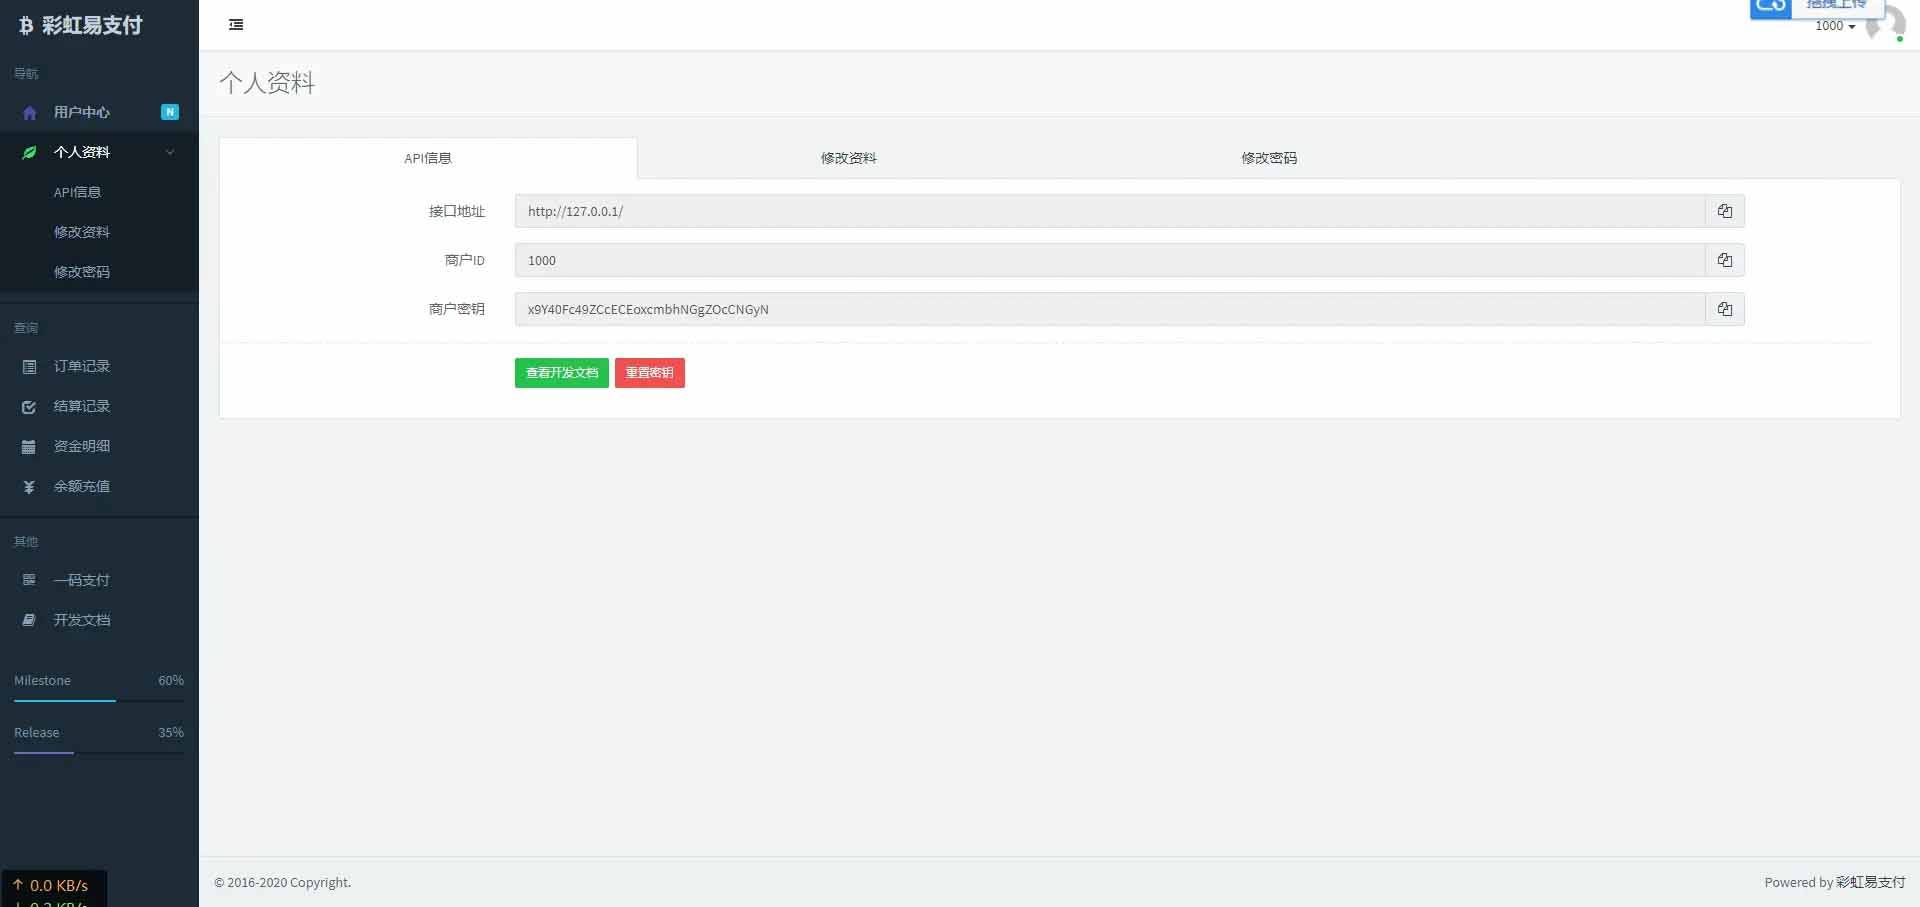 彩虹易支付
导航
用户中心
N
个人资料
API信息
修改资料
修改密码
查询
订单记录
结算记录
资金明细
余额充值
其他
一码支付
开发文档
Milestone 60%
Release 35%
↑ 0.0 KB/s
拖拽上传
1000
个人资料
API信息 修改资料 修改密码
接口地址 http://127.0.0.1/
商户ID 1000
商户密钥 x9Y40Fc49ZCcECEoxcmbhNGgZOcCNGyN
查看开发文档 重置密钥
© 2016-2020 Copyright.
Powered by 彩虹易支付